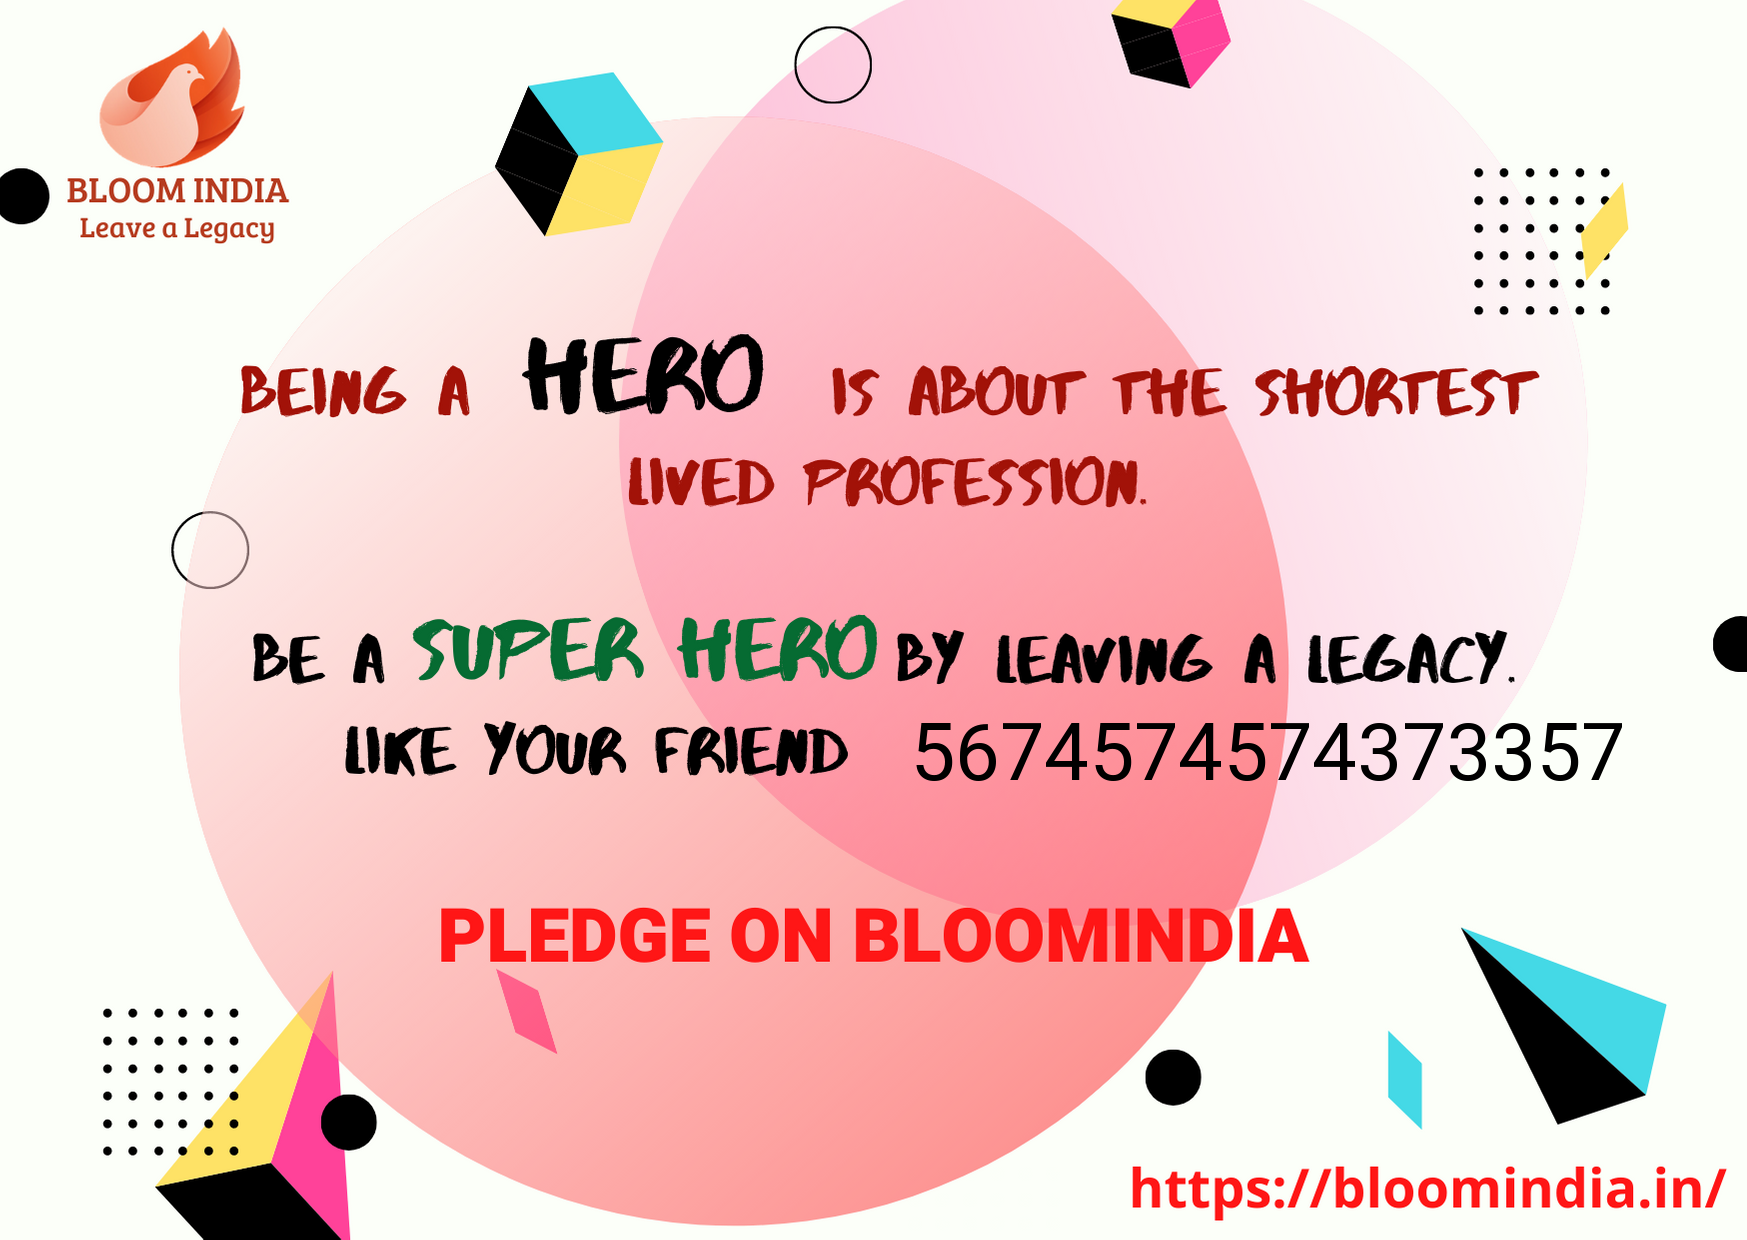 BLOOM INDIA
Leave a Legacy
BEING A HERO IS ABOUT THE SHORTEST
LIVED PROFESSION.
BE A SUPER HERO BY LEAVING A LEGACY.
LIKE YOUR FRIEND 5674574574373357
PLEDGE ON BLOOMINDIA
https://bloomindia.in/